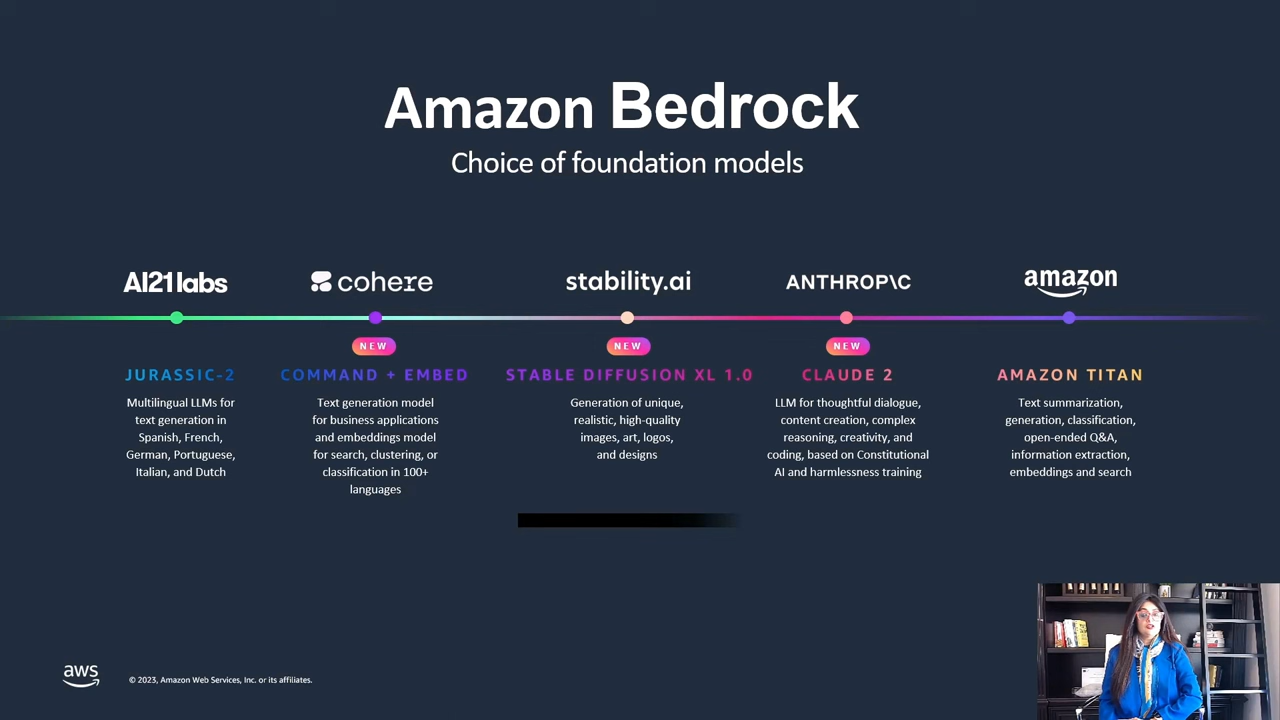 Amazon Bedrock
Choice of foundation models
AI21labs
cohere
stability.ai
ANTHROP\C
amazon
NEW
NEW
NEW
JURASSIC-2
COMMAND + EMBED
STABLE DIFFUSION XL 1.0
CLAUDE 2
AMAZON TITAN
Multilingual LLMs for
text generation in
Spanish, French,
German, Portuguese,
Italian, and Dutch
Text generation model
for business applications
and embeddings model
for search, clustering, or
classification in 100+
languages
Generation of unique,
realistic, high-quality
images, art, logos,
and designs
LLM for thoughtful dialogue,
content creation, complex
reasoning, creativity, and
coding, based on Constitutional
AI and harmlessness training
Text summarization,
generation, classification,
open-ended Q&A,
information extraction,
embeddings and search
aws
© 2023, Amazon Web Services, Inc. or its affiliates.